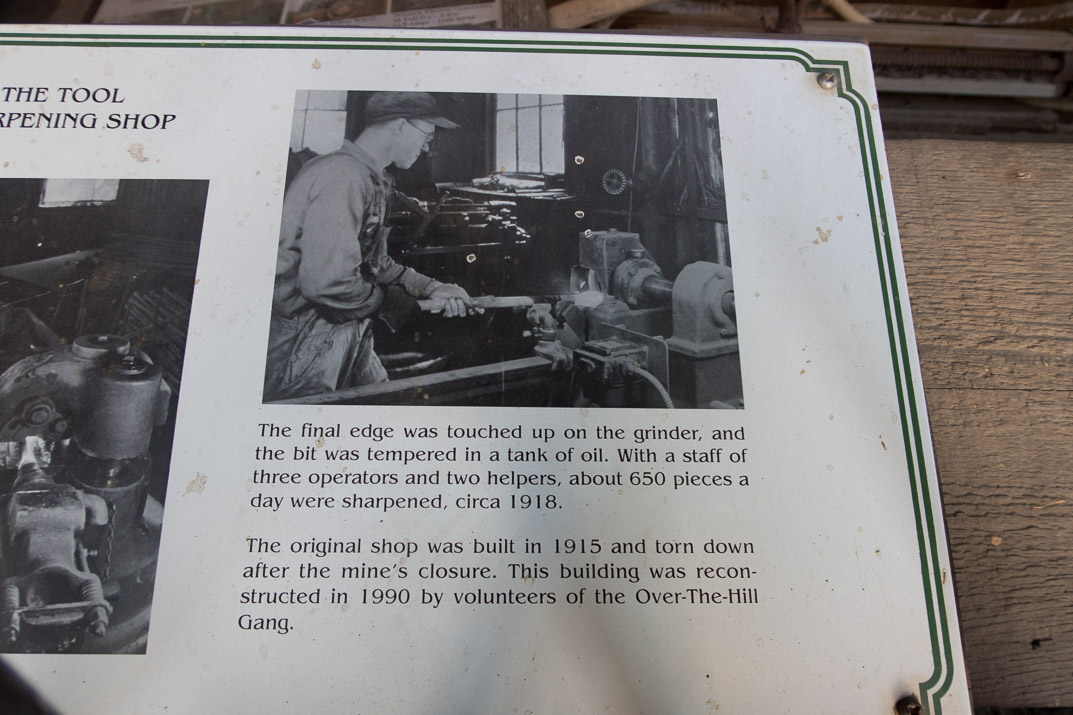 THE TOOL
RPENING SHOP
The final edge was touched up on the grinder, and
the bit was tempered in a tank of oil. With a staff of
three operators and two helpers, about 650 pieces a
day were sharpened, circa 1918.
The original shop was built in 1915 and torn down
after the mine's closure. This building was recon-
structed in 1990 by volunteers of the Over-The-Hill
Gang.